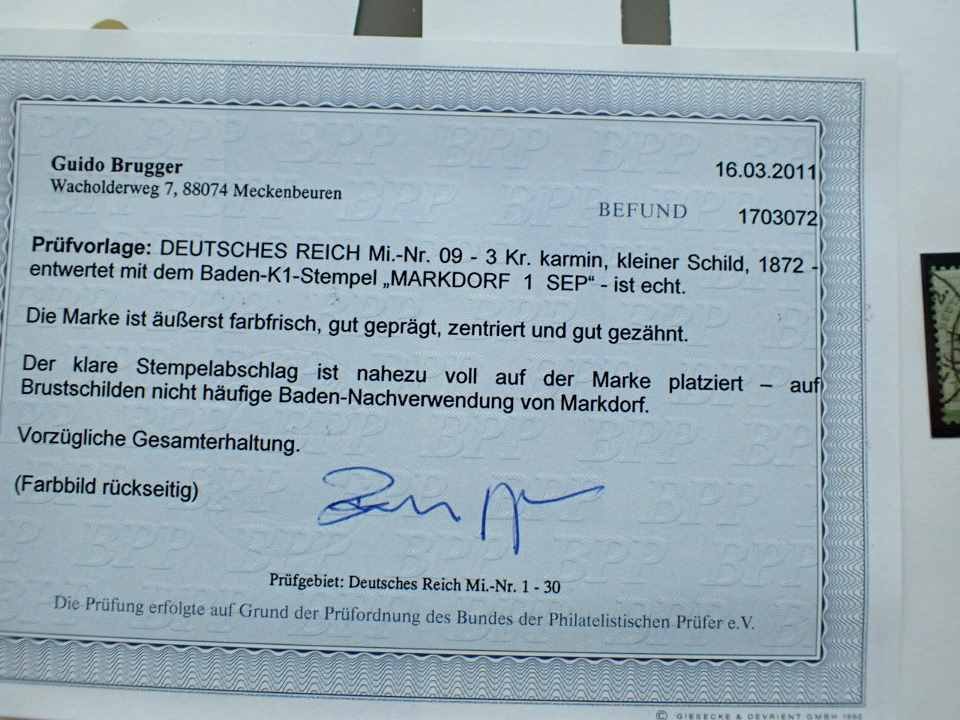 Guido Brugger
Wacholderweg 7, 88074 Meckenbeuren
16.03.2011
BEFUND 1703072
Prüfvorlage: DEUTSCHES REICH Mi.-Nr. 09 - 3 Kr. karmin, kleiner Schild, 1872 -
entwertet mit dem Baden-K1-Stempel „MARKDORF 1 SEP“ - ist echt.
Die Marke ist äußerst farbfrisch, gut geprägt, zentriert und gut gezähnt.
Der klare Stempelabschlag ist nahezu voll auf der Marke platziert – auf
Brustschilden nicht häufige Baden-Nachverwendung von Markdorf.
Vorzügliche Gesamterhaltung.
(Farbbild rückseitig)
Prüfgebiet: Deutsches Reich Mi.-Nr. 1 - 30
Die Prüfung erfolgte auf Grund der Prüfordnung des Bundes der Philatelistischen Prüfer e.V.
© GIESECKE & DEVRIENT GMBH